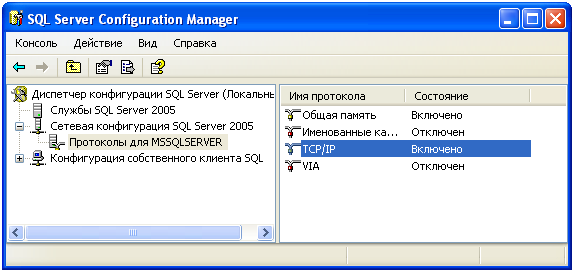 SQL Server Configuration Manager
Консоль Действие Вид Справка
Диспетчер конфигурации SQL Server (Локальны
Службы SQL Server 2005
Сетевая конфигурация SQL Server 2005
Протоколы для MSSQLSERVER
Конфигурация собственного клиента SQL
Имя протокола Состояние
Общая память Включено
Именованные ка... Отключен
TCP/IP Включено
VIA Отключен